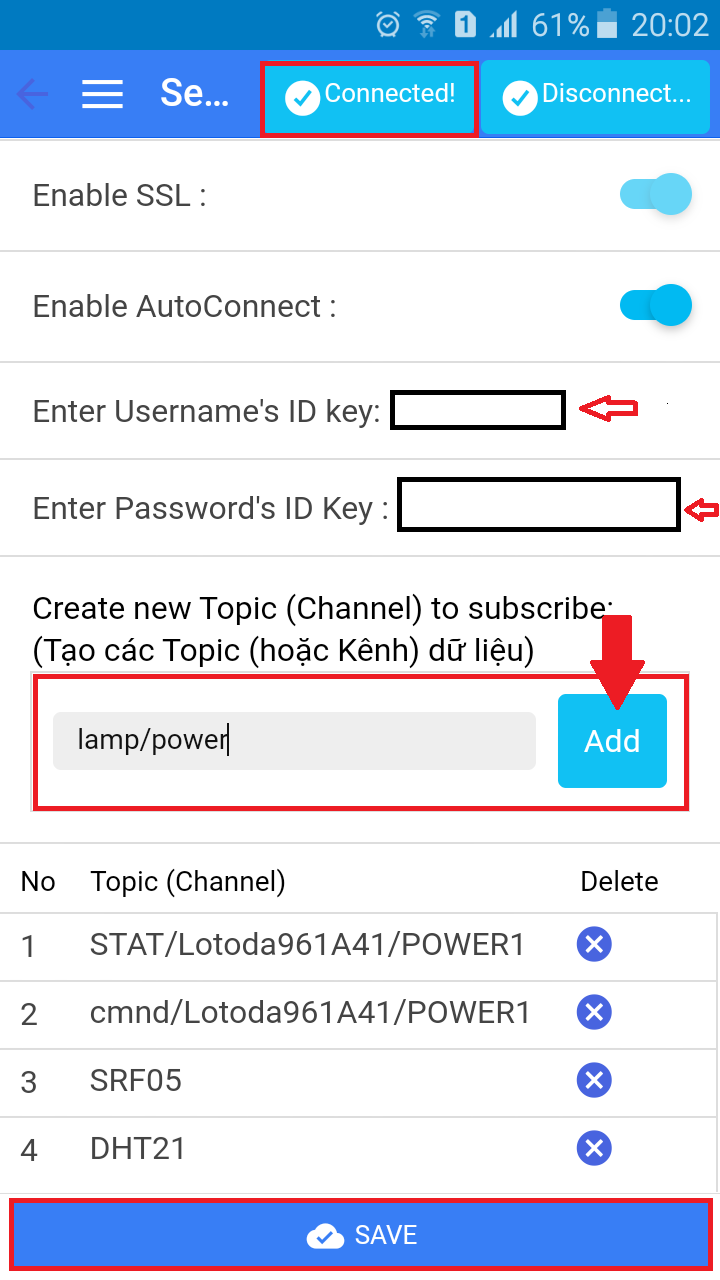 1 61% 20:02
Se... Connected! Disconnect...
Enable SSL :
Enable AutoConnect :
Enter Username's ID key:
Enter Password's ID Key :
Create new Topic (Channel) to subscribe:
(Tạo các Topic (hoặc Kênh) dữ liệu)
lamp/power Add
No Topic (Channel) Delete
1 STAT/Lotoda961A41/POWER1
2 cmnd/Lotoda961A41/POWER1
3 SRF05
4 DHT21
SAVE